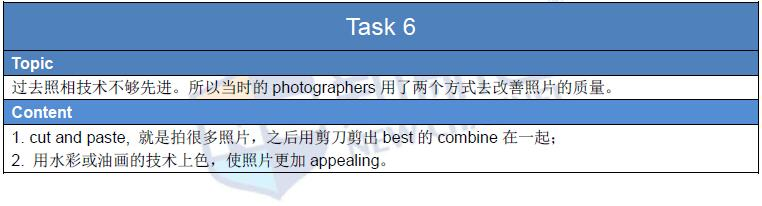 Task 6
Topic
过去照相技术不够先进。所以当时的 photographers 用了两个方式去改善照片的质量。
Content
1. cut and paste, 就是拍很多照片，之后用剪刀剪出 best 的 combine 在一起；
2. 用水彩或油画的技术上色，使照片更加 appealing。